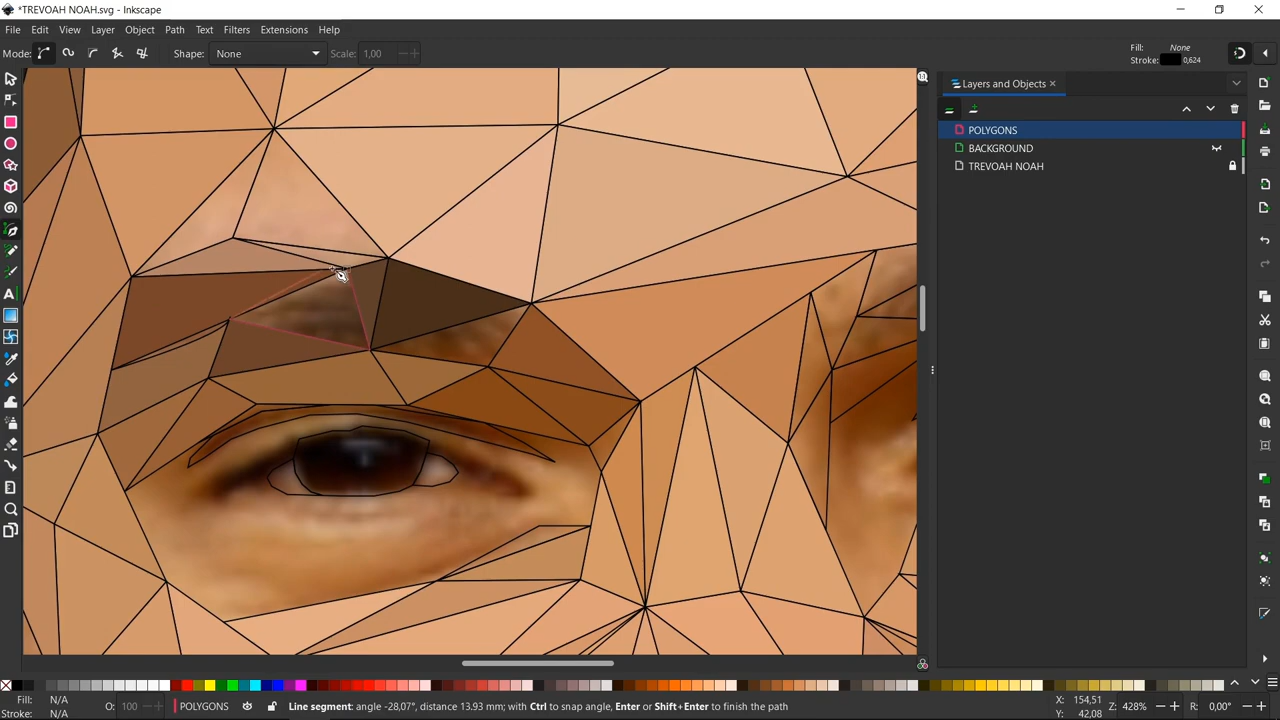 *TREVOAH NOAH.svg - Inkscape
File Edit View Layer Object Path Text Filters Extensions Help
Mode: Shape: None Scale: 1,00 Fill: None
Stroke: 0,624
Layers and Objects
POLYGONS
BACKGROUND
TREVOAH NOAH
Fill: N/A
Stroke: N/A
O: 100
POLYGONS
Line segment: angle -28,07°, distance 13.93 mm; with Ctrl to snap angle, Enter or Shift+Enter to finish the path
X: 154,51
Y: 42,08
Z: 428%
R: 0,00°